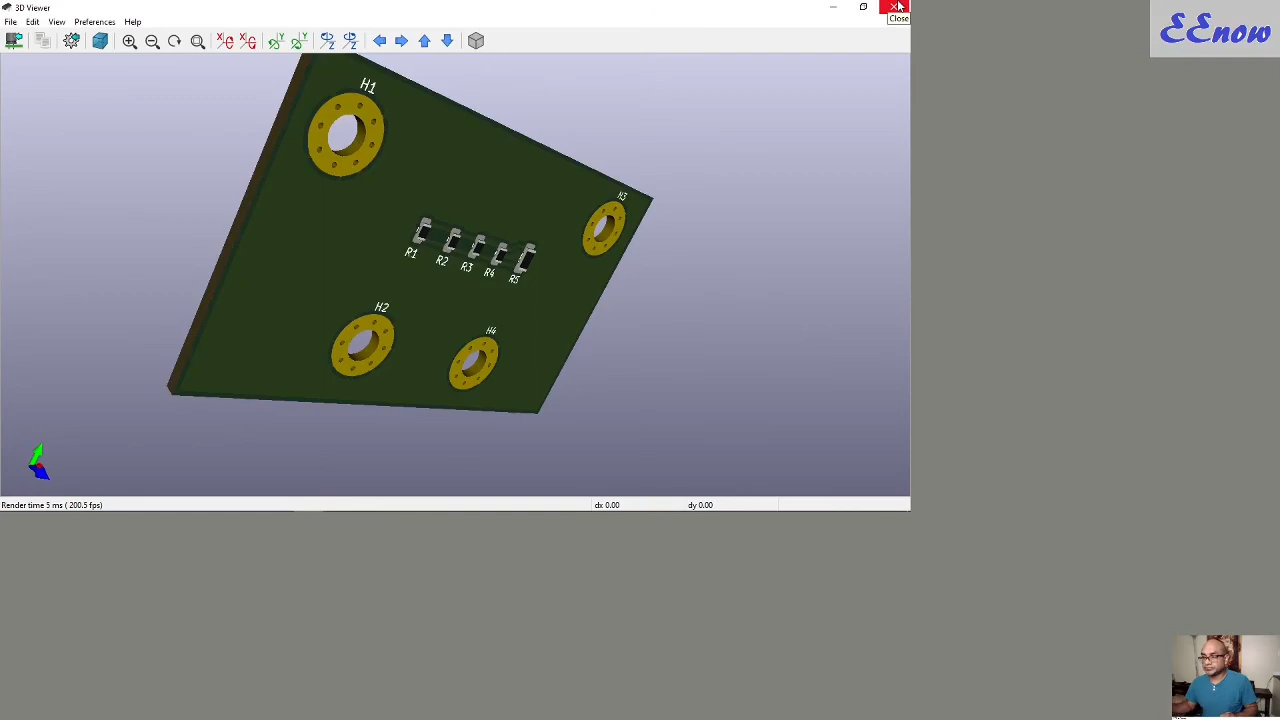 3D Viewer
Close
File Edit View Preferences Help
EEnow
H1
H3
R1 R2 R3 R4 R5
H2
H4
Render time 5 ms ( 200.5 fps) dx 0.00 dy 0.00